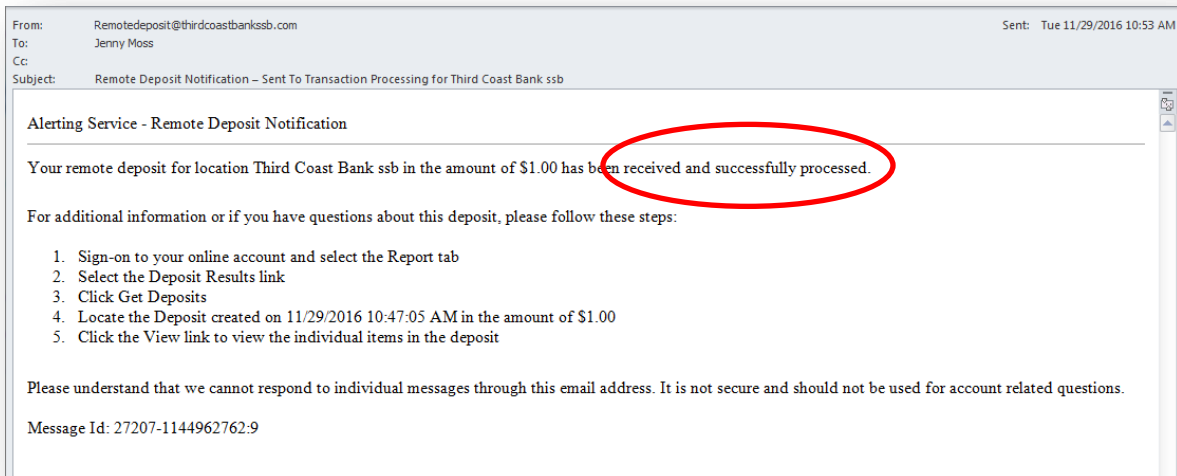 From: Remotedeposit@thirdcoastbankssb.com Sent: Tue 11/29/2016 10:53 AM
To: Jenny Moss
Cc:
Subject: Remote Deposit Notification – Sent To Transaction Processing for Third Coast Bank ssb
Alerting Service - Remote Deposit Notification
Your remote deposit for location Third Coast Bank ssb in the amount of $1.00 has been received and successfully processed.
For additional information or if you have questions about this deposit, please follow these steps:
1. Sign-on to your online account and select the Report tab
2. Select the Deposit Results link
3. Click Get Deposits
4. Locate the Deposit created on 11/29/2016 10:47:05 AM in the amount of $1.00
5. Click the View link to view the individual items in the deposit
Please understand that we cannot respond to individual messages through this email address. It is not secure and should not be used for account related questions.
Message Id: 27207-1144962762:9